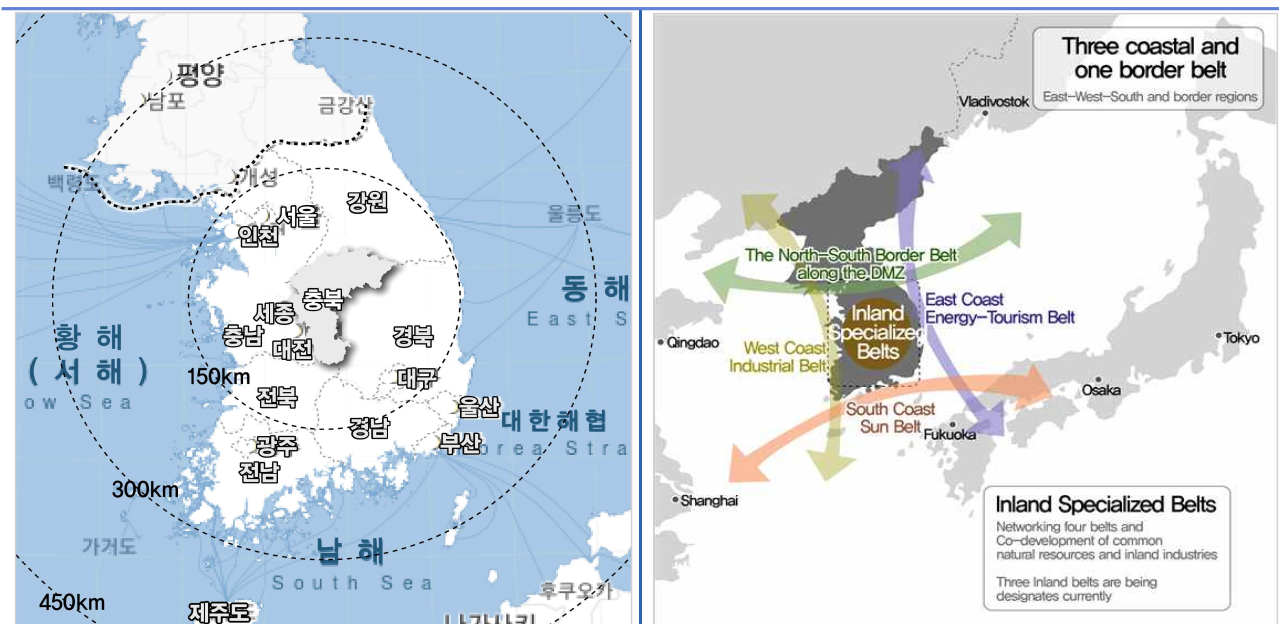 평양
남포
금강산
개성
백령도
서울
인천
강원
울릉도
충북
세종
충남
대전
경북
동 해
East S
황 해
( 서 해 )
ow Sea
150km
전북
대구
울산
대한해협
orea Stra
경남
부산
광주
전남
300km
가거도
남 해
South Sea
450km
제주도
후쿠오카
나가사키
Three coastal and
one border belt
East-West-South and border regions
Vladivostok
The North-South Border Belt
along the DMZ
East Coast
Energy-Tourism Belt
Inland
Specialized
Belts
West Coast
Industrial Belt
Qingdao
Tokyo
Osaka
South Coast
Sun Belt
Fukuoka
Shanghai
Inland Specialized Belts
Networking four belts and
Co-development of common
natural resources and inland industries
Three Inland belts are being
designates currently